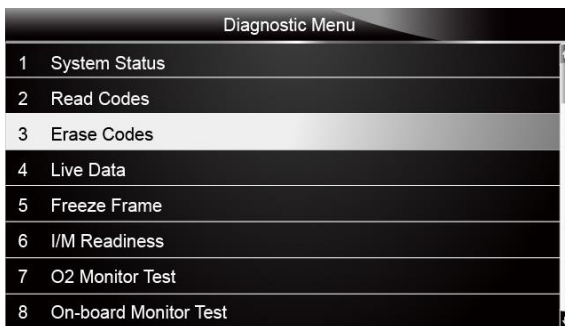 Diagnostic Menu
1 System Status
2 Read Codes
3 Erase Codes
4 Live Data
5 Freeze Frame
6 I/M Readiness
7 O2 Monitor Test
8 On-board Monitor Test